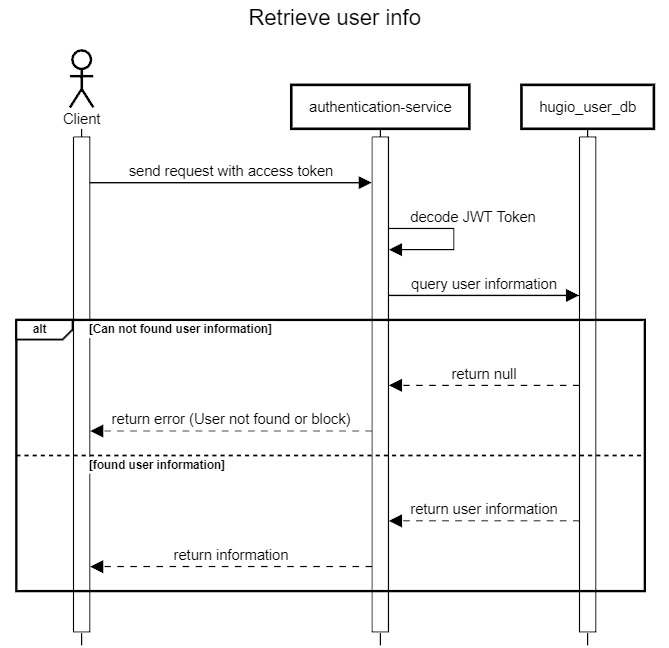 Retrieve user info
Client
authentication-service
hugio_user_db
send request with access token
decode JWT Token
query user information
alt
[Can not found user information]
return null
return error (User not found or block)
[found user information]
return user information
return information